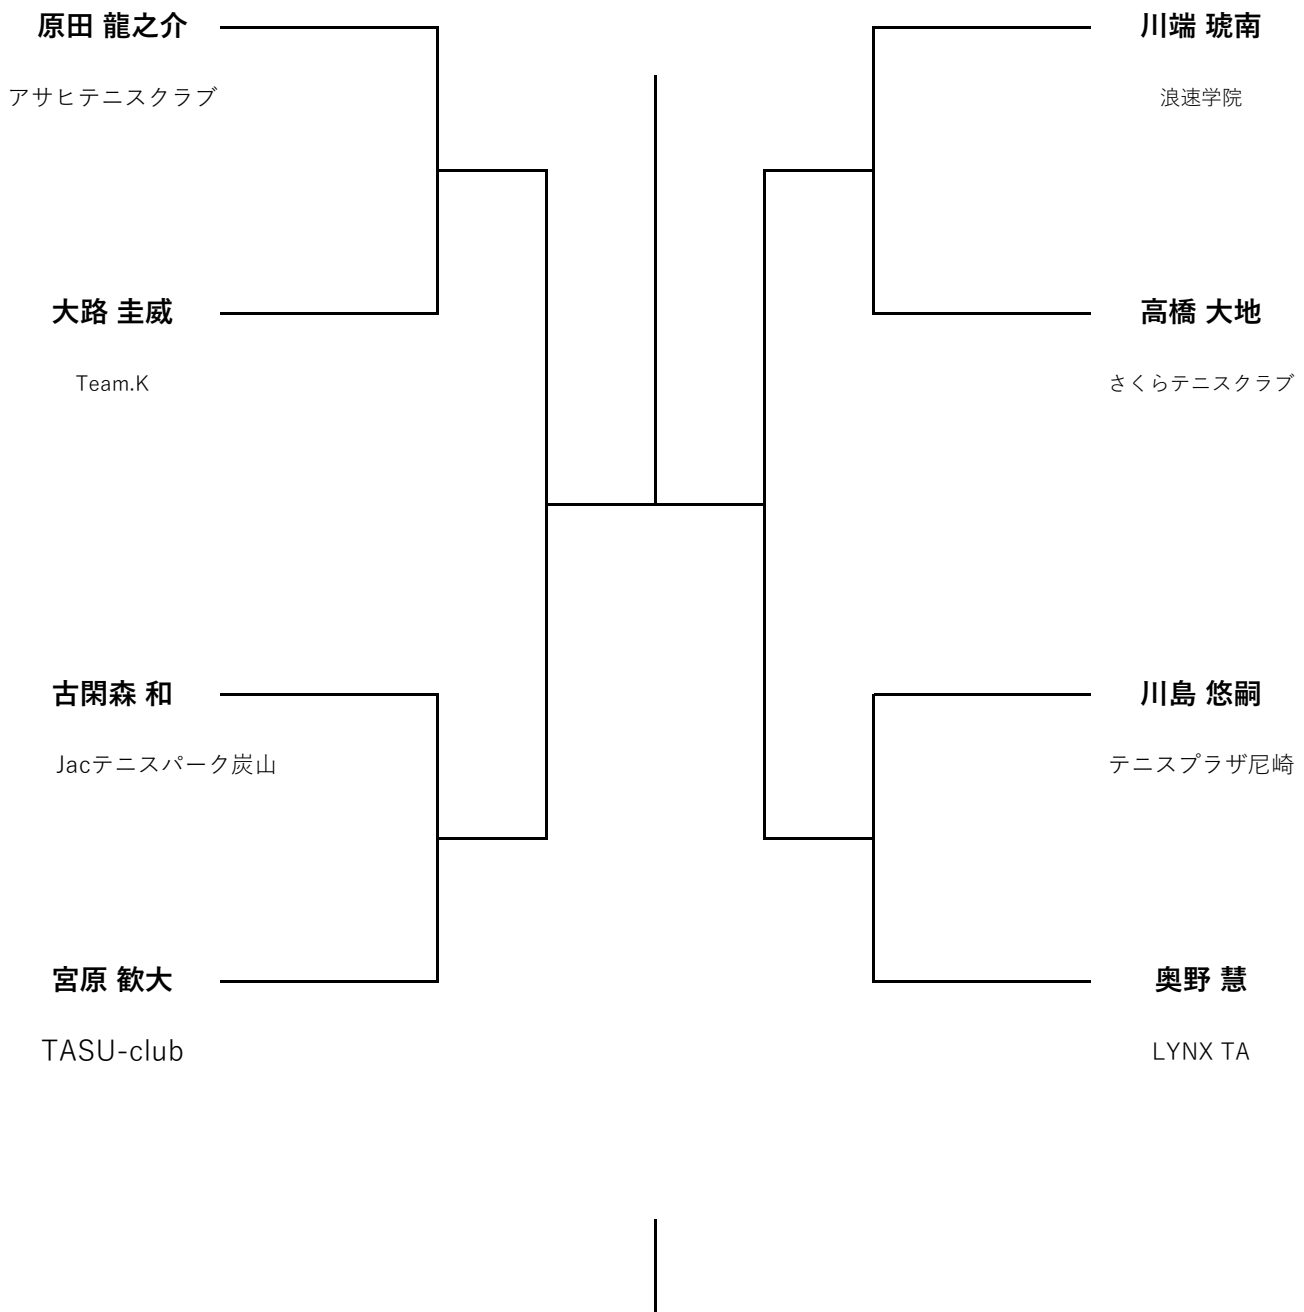 原田 龍之介
アサヒテニスクラブ
大路 圭威
Team.K
古閑森 和
Jacテニスパーク炭山
宮原 歓大
TASU-club
川端 琥南
浪速学院
高橋 大地
さくらテニスクラブ
川島 悠嗣
テニスプラザ尼崎
奥野 慧
LYNX TA